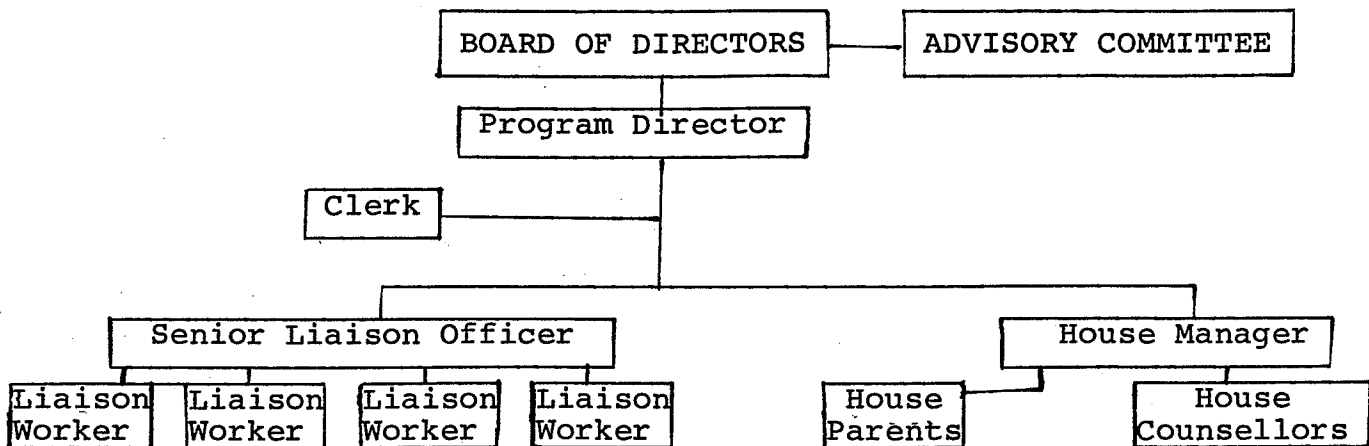 BOARD OF DIRECTORS
ADVISORY COMMITTEE
Program Director
Clerk
Senior Liaison Officer
House Manager
Liaison
Worker
Liaison
Worker
Liaison
Worker
Liaison
Worker
House
Parents
House
Counsellors